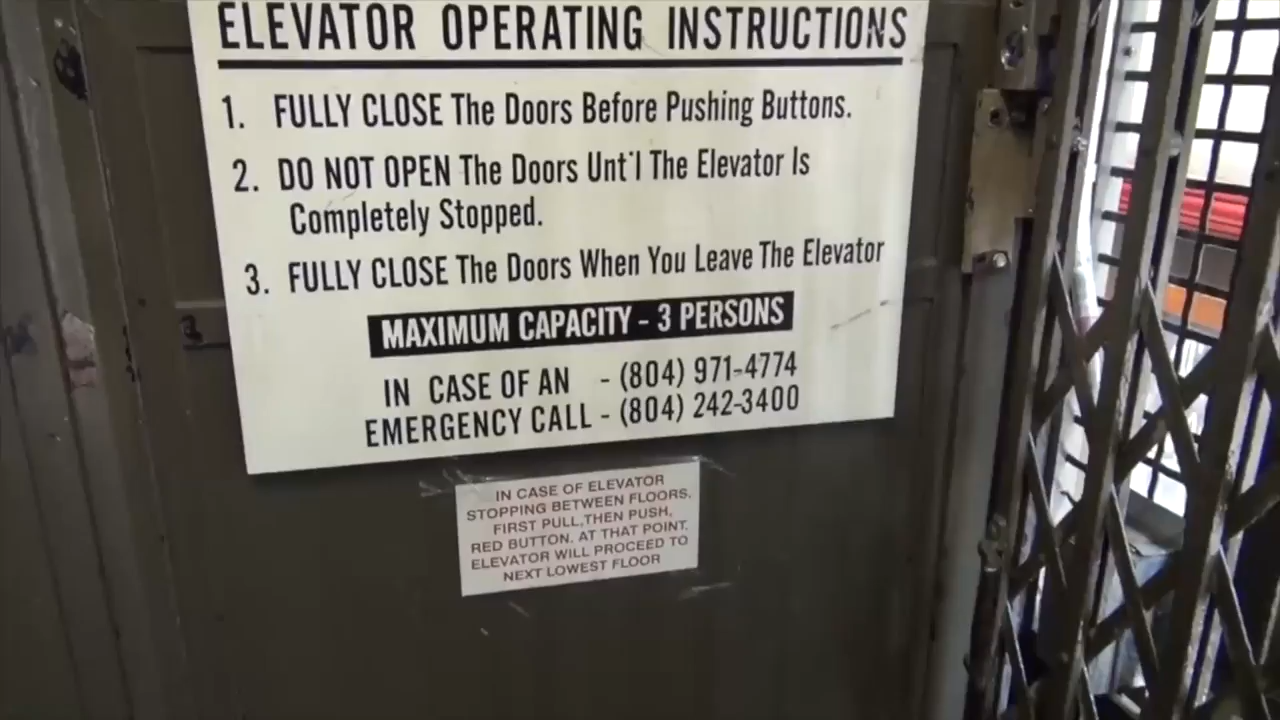 ELEVATOR OPERATING INSTRUCTIONS
1. FULLY CLOSE The Doors Before Pushing Buttons.
2. DO NOT OPEN The Doors Unt'l The Elevator Is
Completely Stopped.
3. FULLY CLOSE The Doors When You Leave The Elevator
MAXIMUM CAPACITY - 3 PERSONS
IN CASE OF AN - (804) 971-4774
EMERGENCY CALL - (804) 242-3400
IN CASE OF ELEVATOR
STOPPING BETWEEN FLOORS,
FIRST PULL,THEN PUSH,
RED BUTTON. AT THAT POINT.
ELEVATOR WILL PROCEED TO
NEXT LOWEST FLOOR